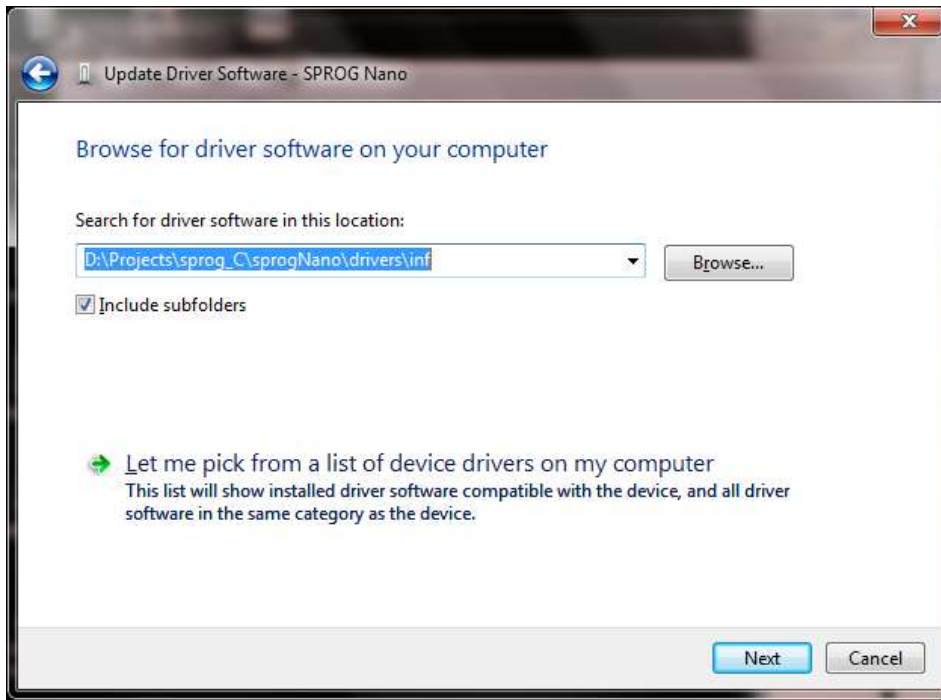 Update Driver Software - SPROG Nano
Browse for driver software on your computer
Search for driver software in this location:
D:\Projects\sprog_C\sprogNano\drivers\inf
Browse...
Include subfolders
Let me pick from a list of device drivers on my computer
This list will show installed driver software compatible with the device, and all driver
software in the same category as the device.
Next
Cancel